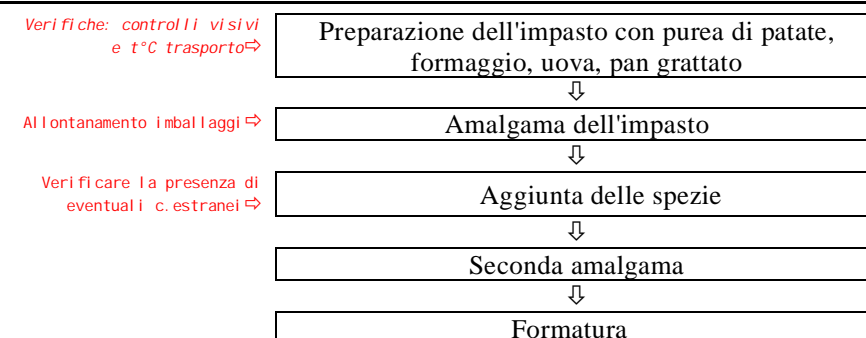 Verifiche: controlli visivi
e t°C trasporto⇨
Preparazione dell'impasto con purea di patate,
formaggio, uova, pan grattato
⇩
Allontanamento imballaggi⇨
Amalgama dell'impasto
⇩
Verificare la presenza di
eventuali c.estranei⇨
Aggiunta delle spezie
⇩
Seconda amalgama
⇩
Formatura